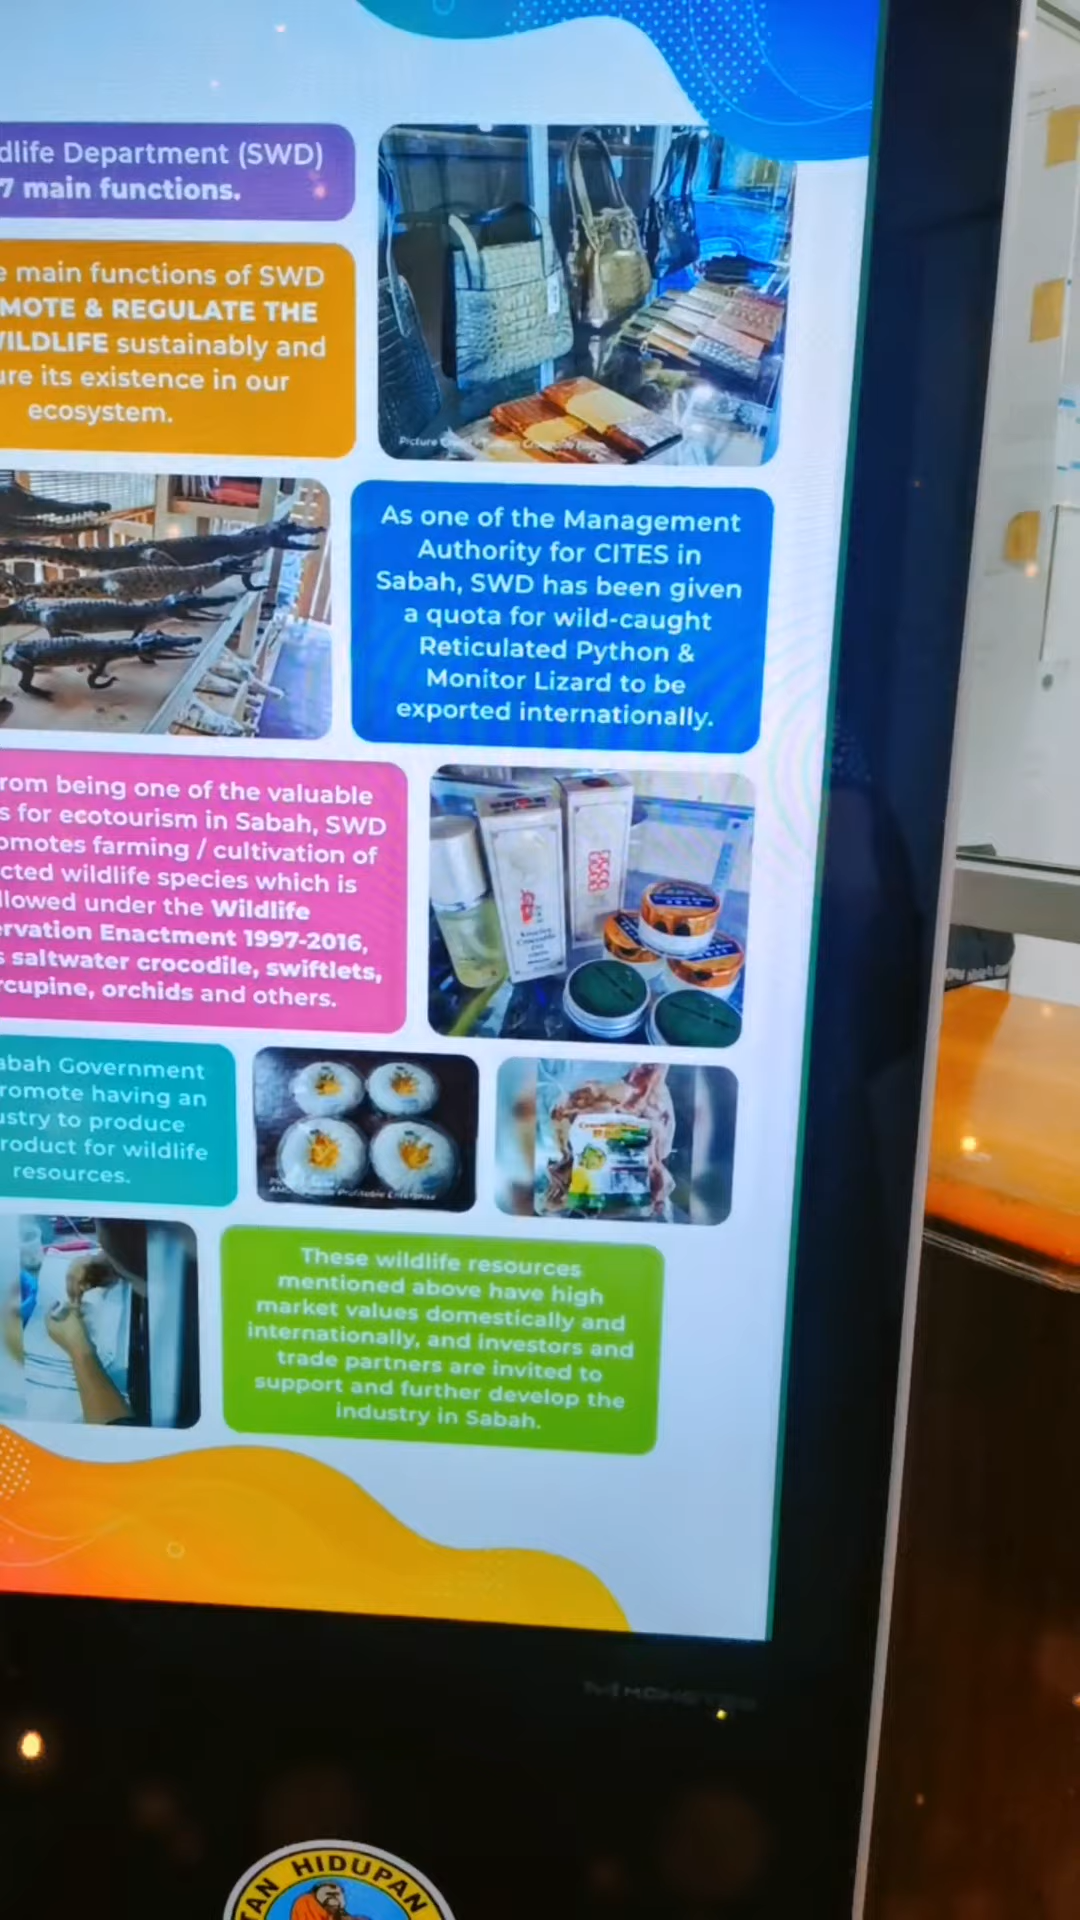 dlife Department (SWD)
7 main functions.
e main functions of SWD
MOTE & REGULATE THE
ILDLIFE sustainably and
ure its existence in our
ecosystem.
Picture
As one of the Management
Authority for CITES in
Sabah, SWD has been given
a quota for wild-caught
Reticulated Python &
Monitor Lizard to be
exported internationally.
rom being one of the valuable
s for ecotourism in Sabah, SWD
omotes farming / cultivation of
cted wildlife species which is
llowed under the Wildlife
ervation Enactment 1997-2016,
s saltwater crocodile, swiftlets,
rcupine, orchids and others.
abah Government
romote having an
ustry to produce
roduct for wildlife
resources.
Profitable Enterprise
These wildlife resources
mentioned above have high
market values domestically and
internationally, and investors and
trade partners are invited to
support and further develop the
industry in Sabah.
TAN HIDUPAN